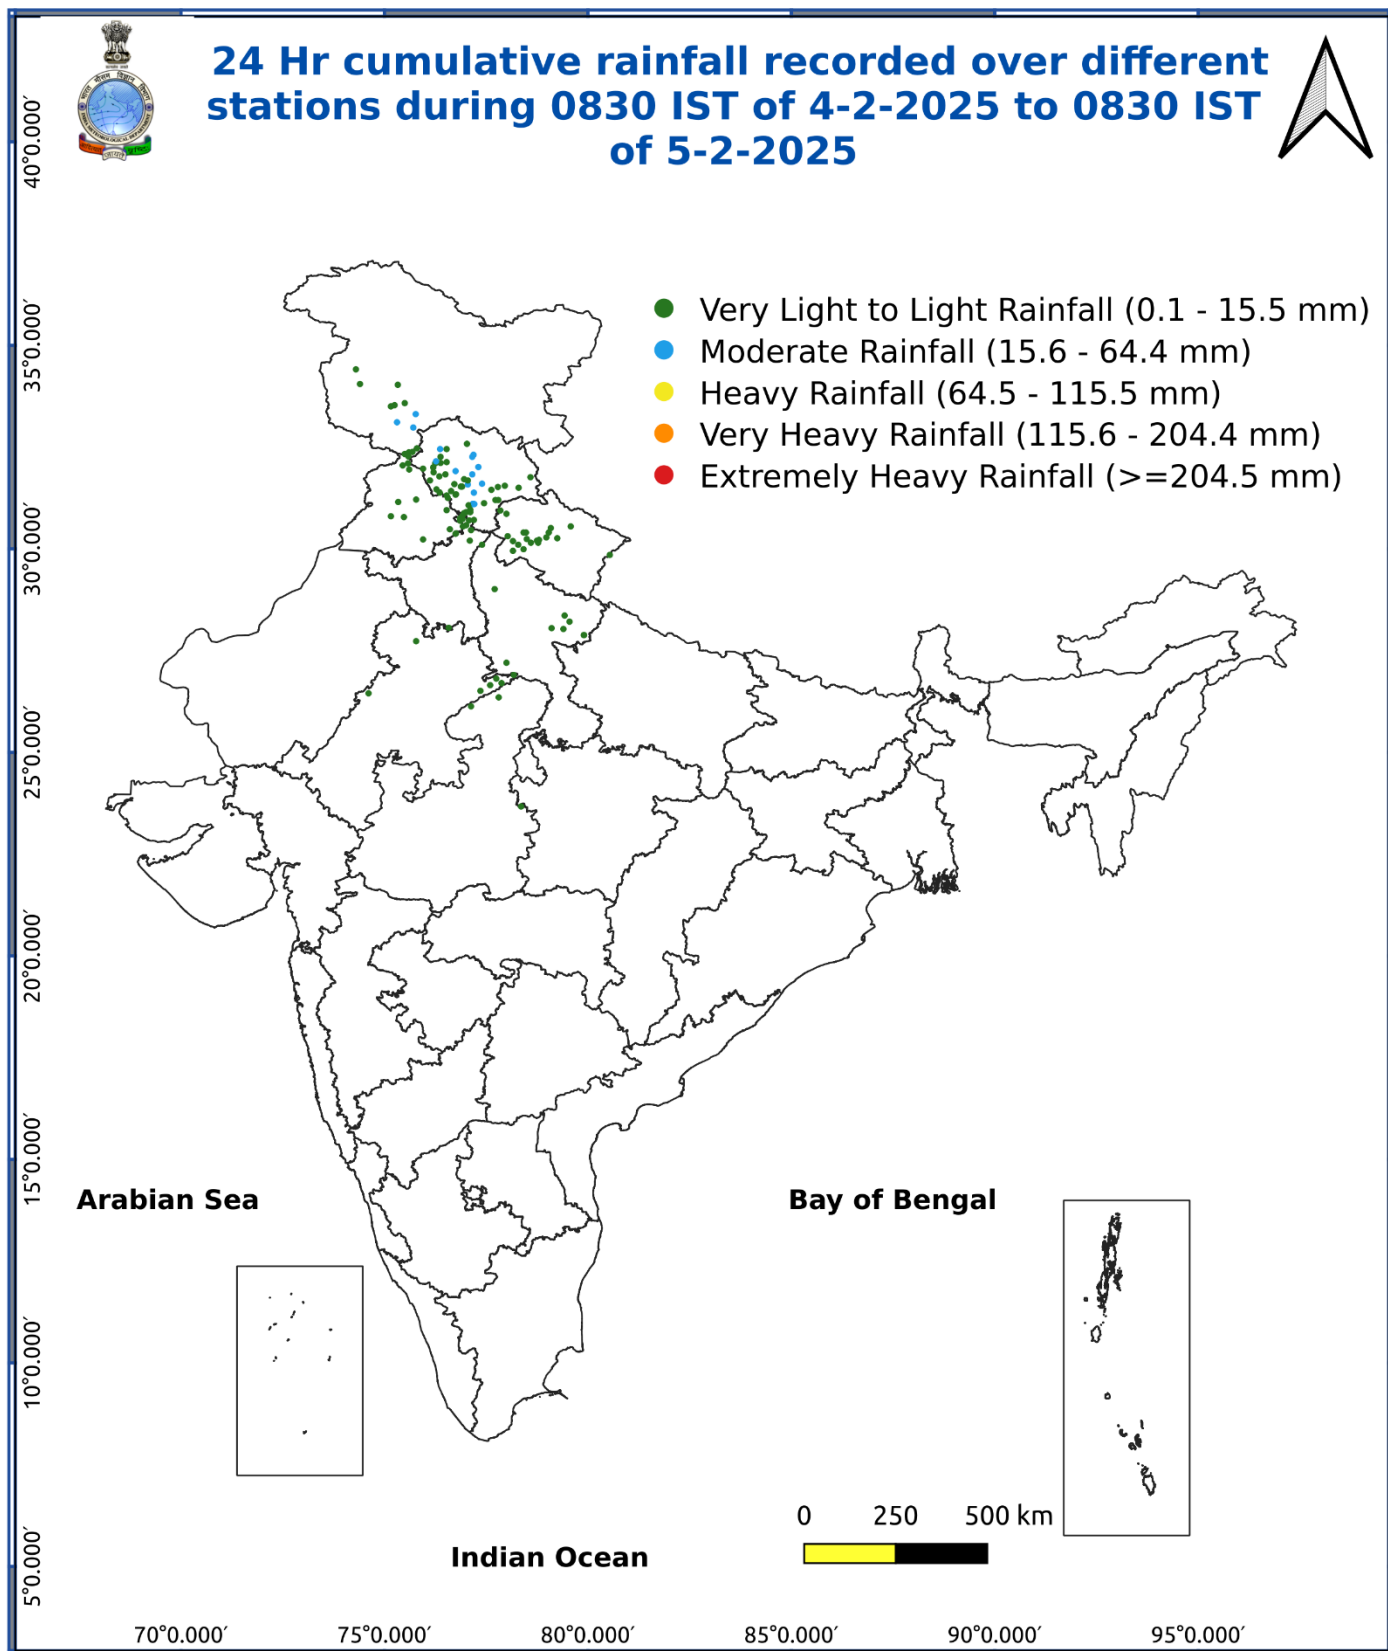 24 Hr cumulative rainfall recorded over different
stations during 0830 IST of 4-2-2025 to 0830 IST
of 5-2-2025
Very Light to Light Rainfall (0.1 - 15.5 mm)
Moderate Rainfall (15.6 - 64.4 mm)
Heavy Rainfall (64.5 - 115.5 mm)
Very Heavy Rainfall (115.6 - 204.4 mm)
Extremely Heavy Rainfall (>=204.5 mm)
40°0.000′
35°0.000′
30°0.000′
25°0.000′
20°0.000′
15°0.000′
10°0.000′
5°0.000′
Arabian Sea
Bay of Bengal
Indian Ocean
0 250 500 km
70°0.000′ 75°0.000′ 80°0.000′ 85°0.000′ 90°0.000′ 95°0.000′